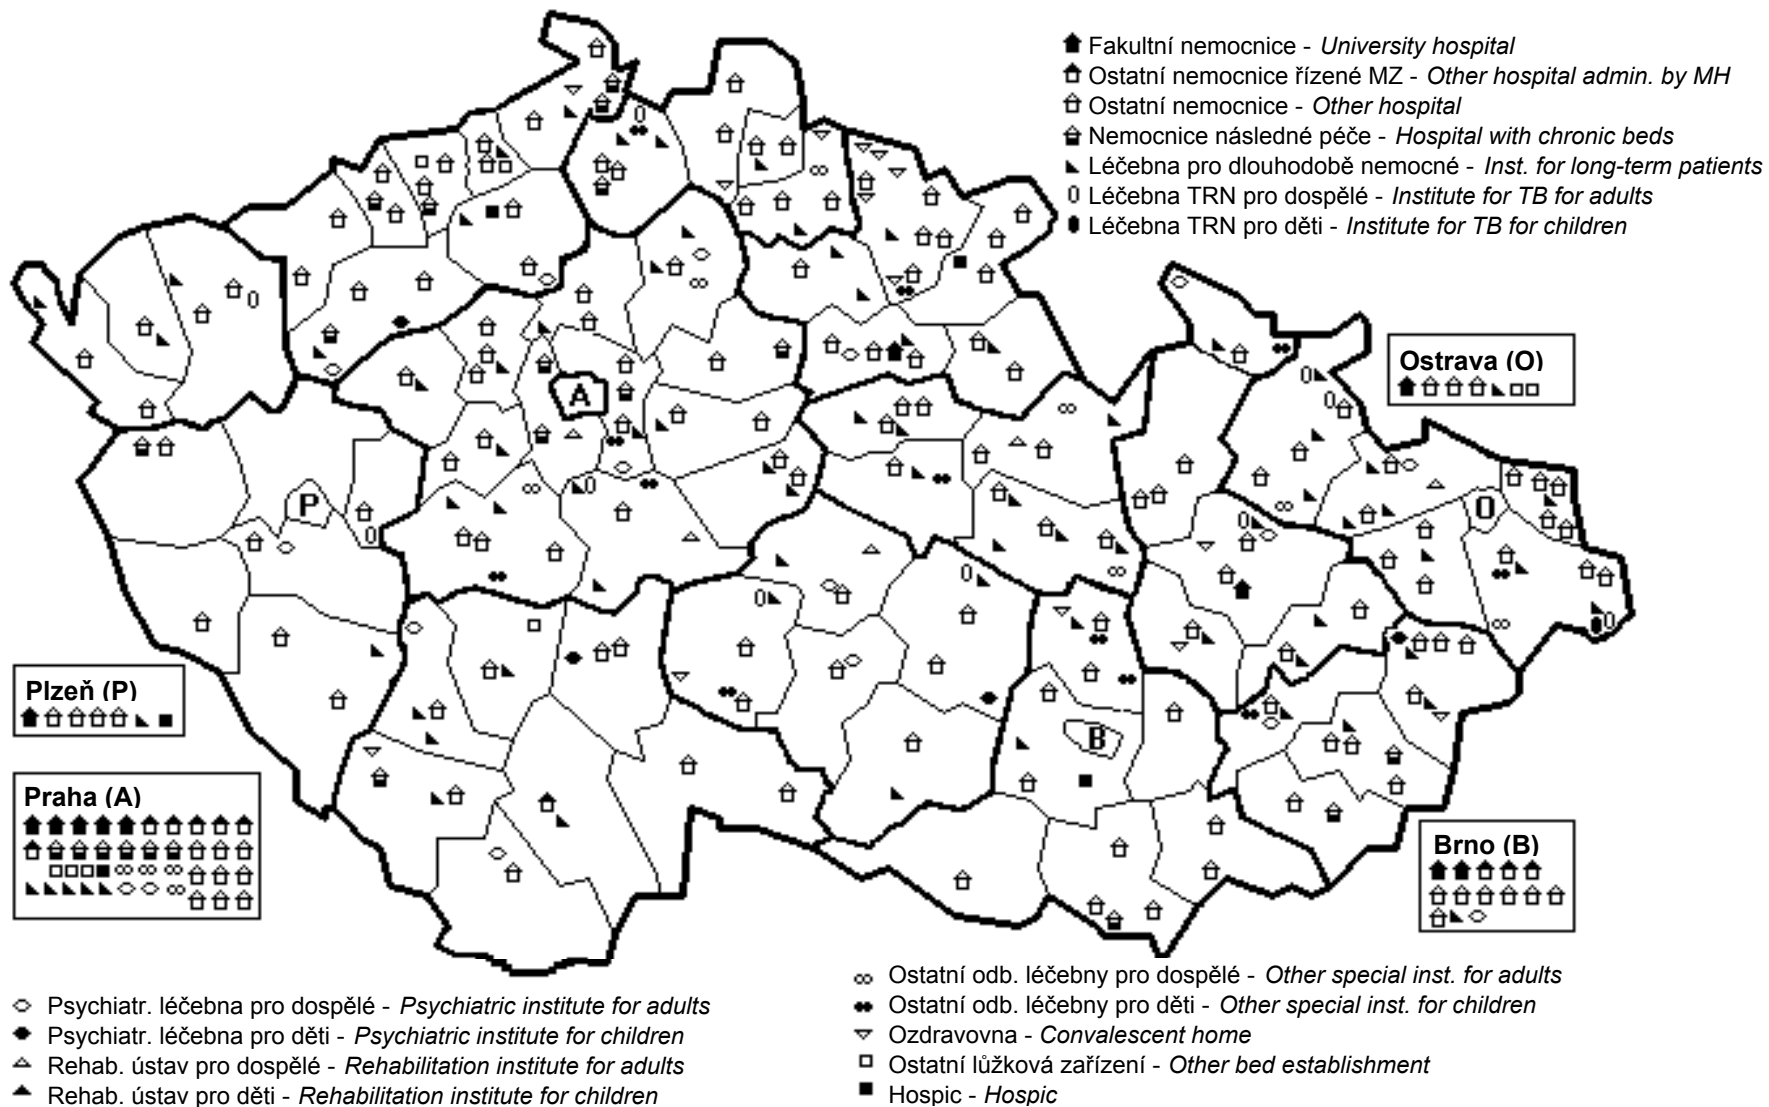 Fakultní nemocnice - University hospital
Ostatní nemocnice řízené MZ - Other hospital admin. by MH
Ostatní nemocnice - Other hospital
Nemocnice následné péče - Hospital with chronic beds
Léčebna pro dlouhodobě nemocné - Inst. for long-term patients
Léčebna TRN pro dospělé - Institute for TB for adults
Léčebna TRN pro děti - Institute for TB for children
Ostrava (O)
A
P
O
Plzeň (P)
B
Praha (A)
Brno (B)
Psychiatr. léčebna pro dospělé - Psychiatric institute for adults
Psychiatr. léčebna pro děti - Psychiatric institute for children
Rehab. ústav pro dospělé - Rehabilitation institute for adults
Rehab. ústav pro děti - Rehabilitation institute for children
Ostatní odb. léčebny pro dospělé - Other special inst. for adults
Ostatní odb. léčebny pro děti - Other special inst. for children
Ozdravovna - Convalescent home
Ostatní lůžková zařízení - Other bed establishment
Hospic - Hospic